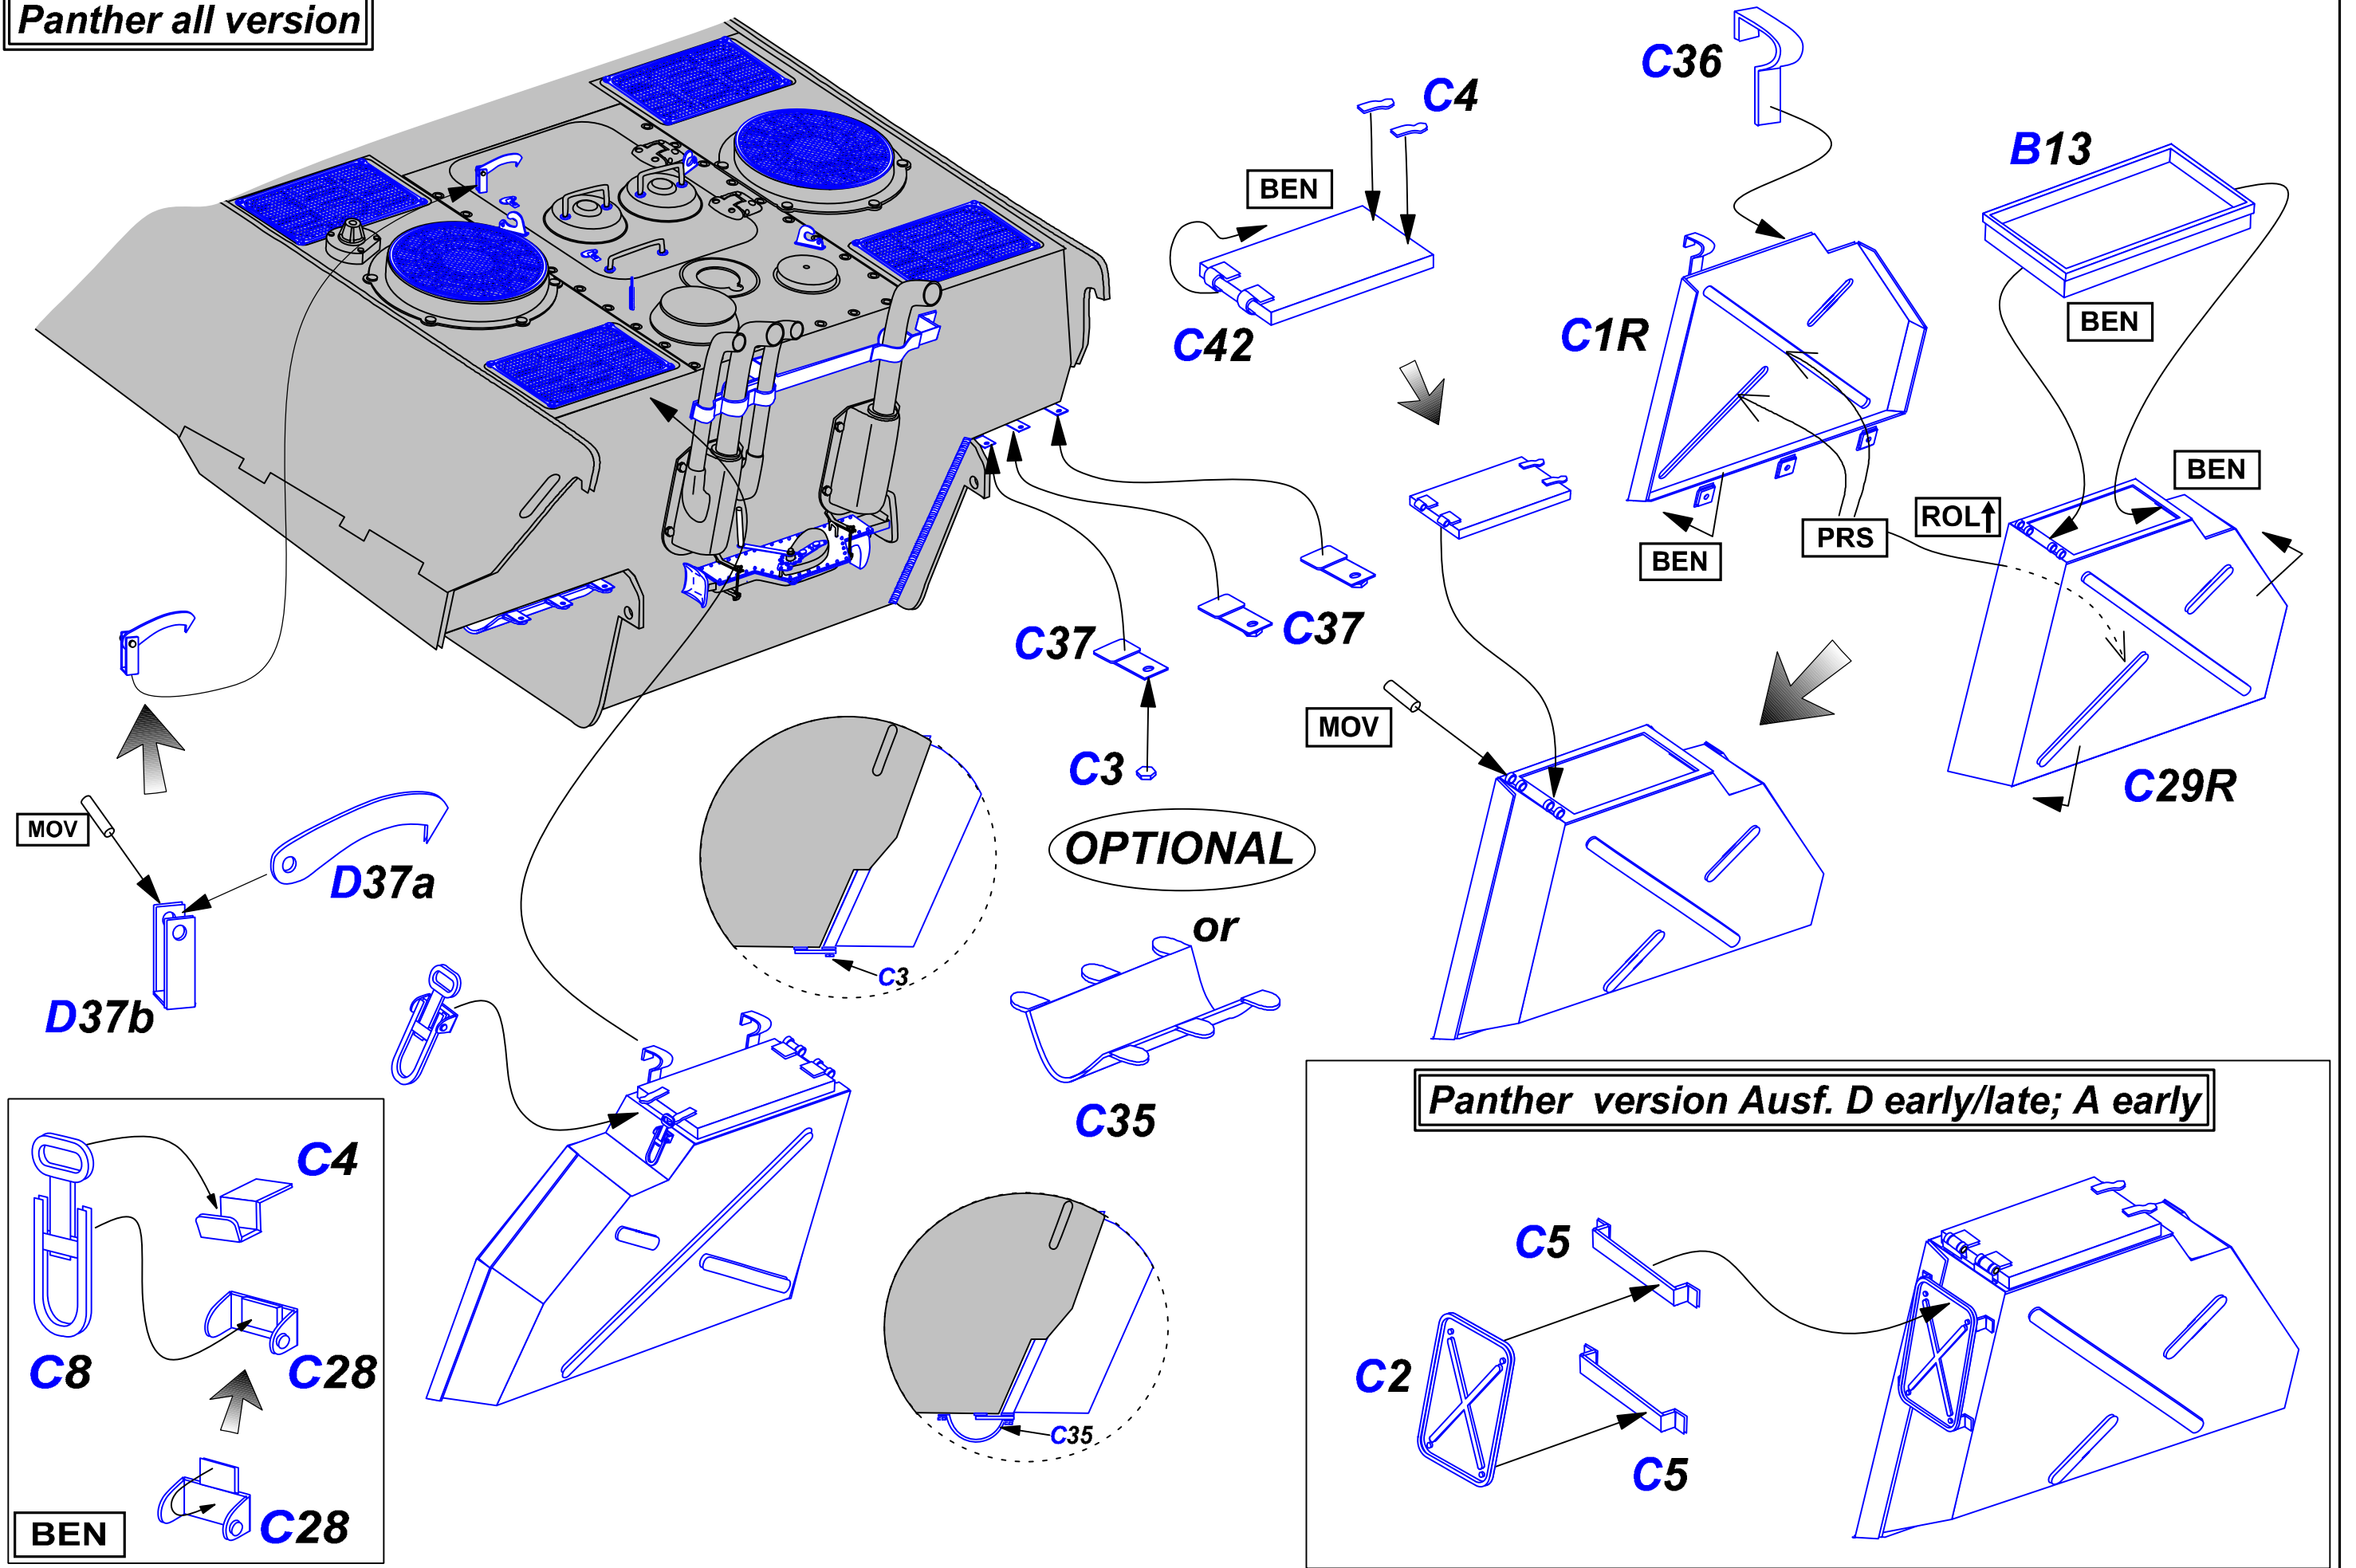 Panther all version
C36
C4
B13
BEN
C42
C1R
BEN
BEN
ROL↑
PRS
BEN
C37
C37
MOV
C3
C29R
MOV
OPTIONAL
D37a
or
C3
D37b
C35
Panther version Ausf. D early/late; A early
C4
C5
C8
C28
C2
C35
C5
C28
BEN